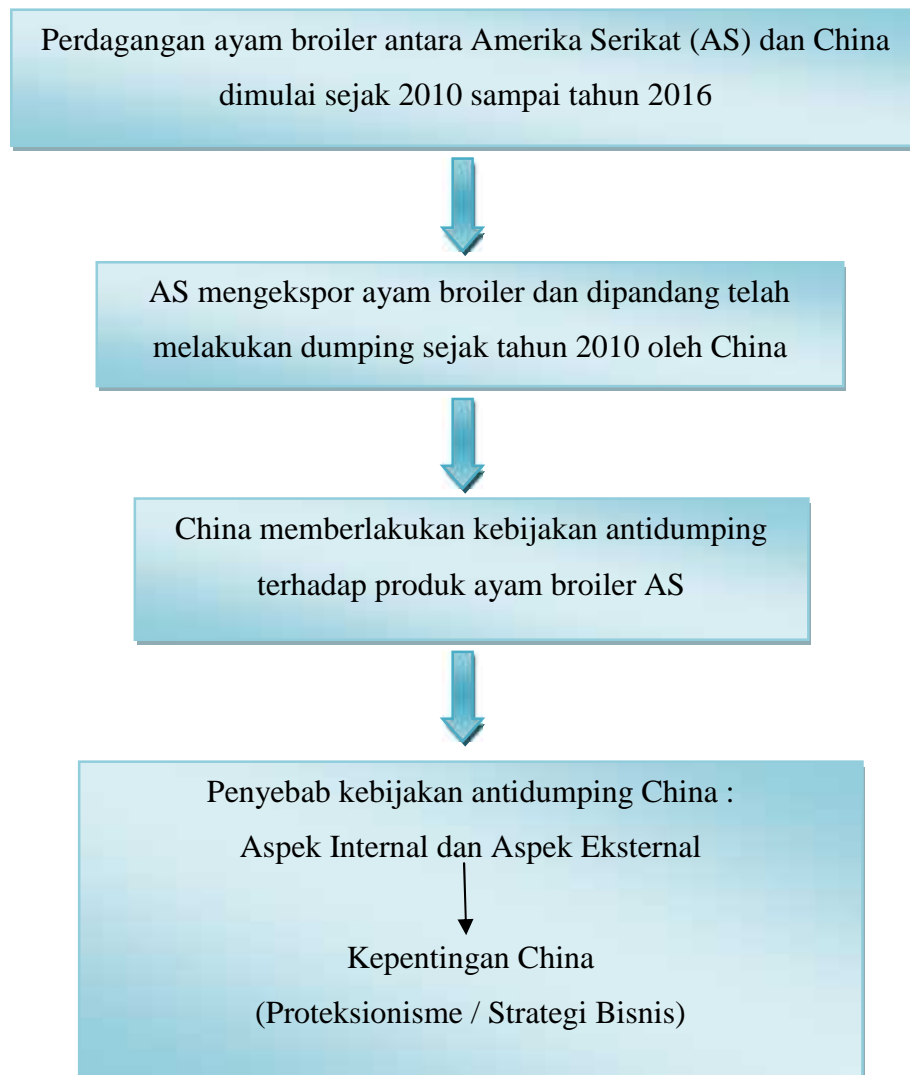 Perdagangan ayam broiler antara Amerika Serikat (AS) dan China
dimulai sejak 2010 sampai tahun 2016
AS mengekspor ayam broiler dan dipandang telah
melakukan dumping sejak tahun 2010 oleh China
China memberlakukan kebijakan antidumping
terhadap produk ayam broiler AS
Penyebab kebijakan antidumping China :
Aspek Internal dan Aspek Eksternal
Kepentingan China
(Proteksionisme / Strategi Bisnis)